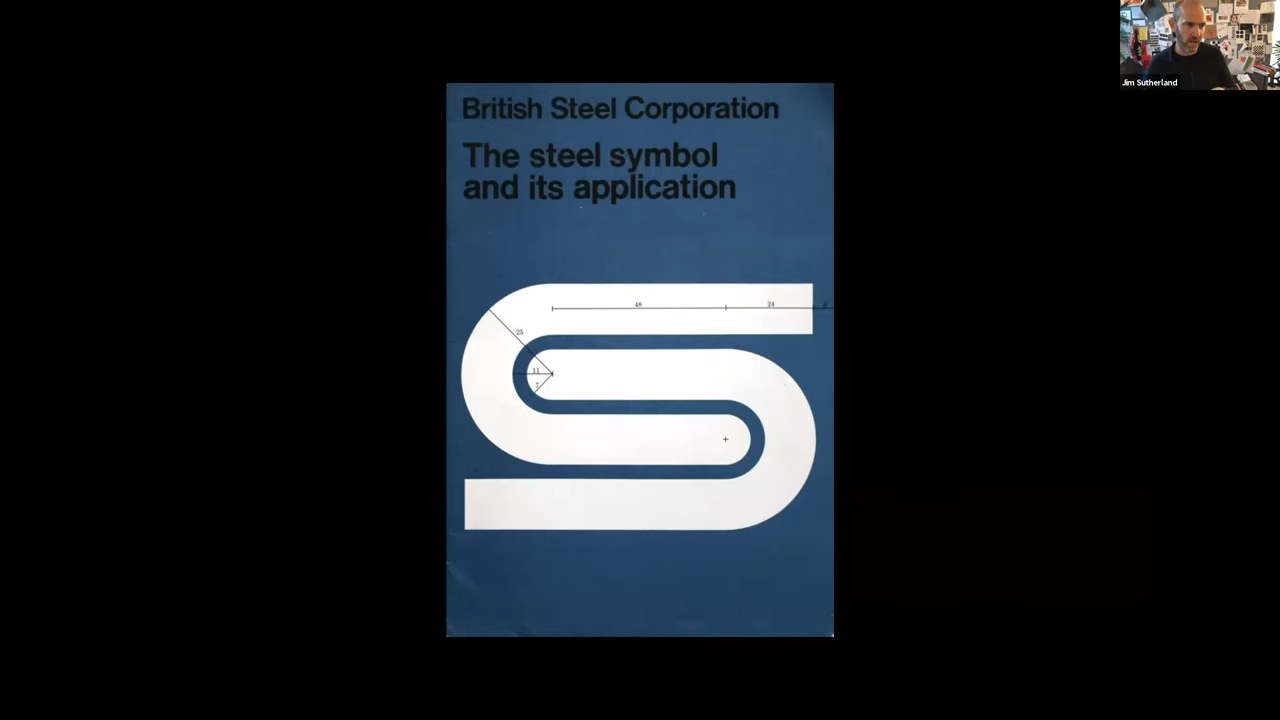 British Steel Corporation
The steel symbol
and its application
48
24
25
11
7
Jim Sutherland